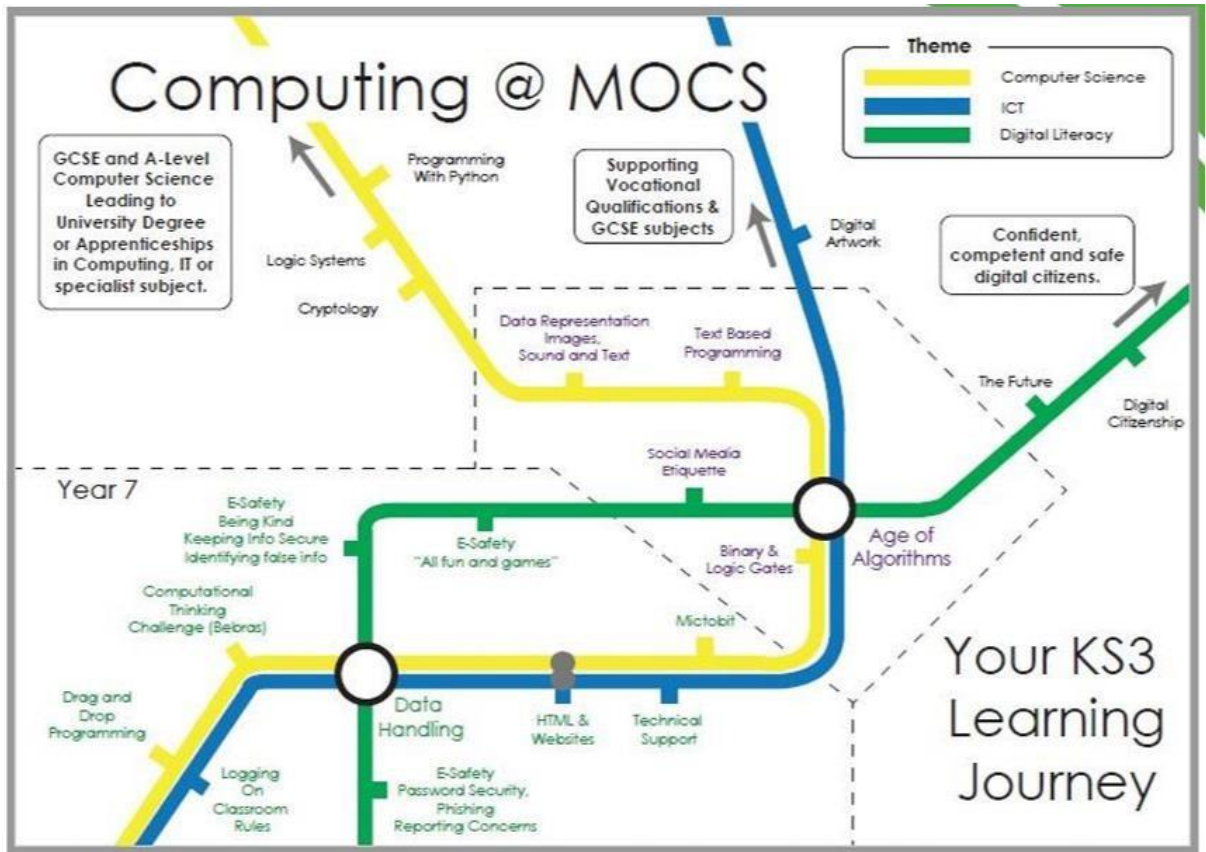 Computing @ MOCS
Theme
Computer Science
ICT
Digital Literacy
GCSE and A-Level
Computer Science
Leading to
University Degree
or Apprenticeships
in Computing, IT or
specialist subject.
Programming
With Python
Logic Systems
Cryptology
Supporting
Vocational
Qualifications &
GCSE subjects
Digital
Artwork
Confident,
competent and safe
digital citizens.
Data Representation
Images,
Sound and Text
Text Based
Programming
The Future
Digital
Citizenship
Social Media
Etiquette
Year 7
E-Safety
Being Kind
Keeping Info Secure
Identifying false info
E-Safety
"All fun and games"
Binary &
Logic Gates
Age of
Algorithms
Computational
Thinking
Challenge (Bebras)
Mictobit
Drag and
Drop
Programming
Data
Handling
HTML &
Websites
Technical
Support
Logging
On
Classroom
Rules
E-Safety
Password Security,
Phishing
Reporting Concerns
Your KS3
Learning
Journey